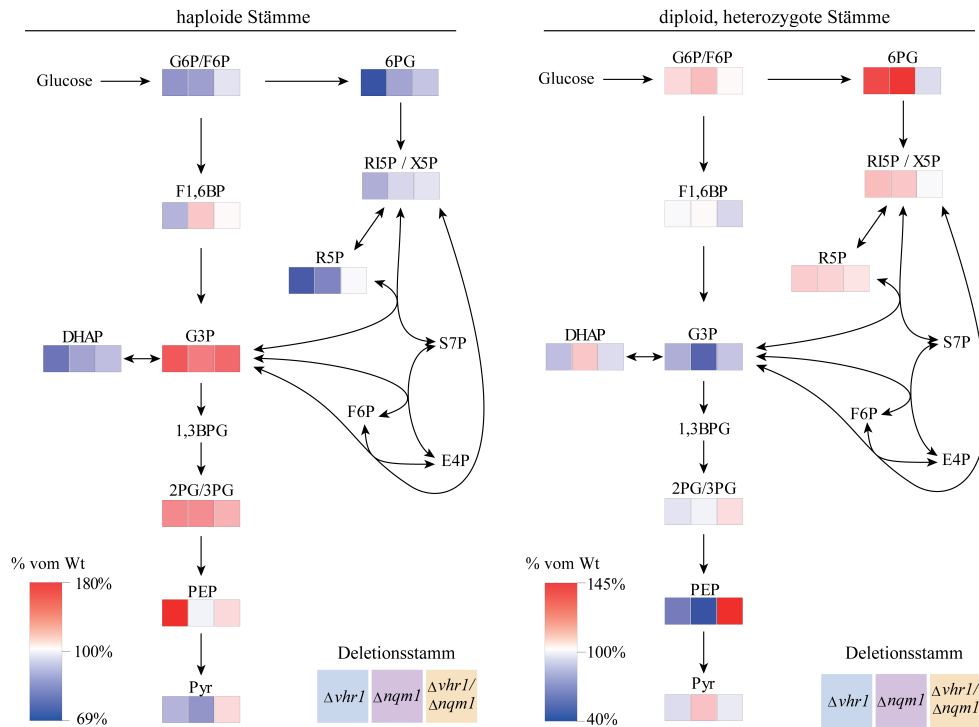 haploide Stämme
G6P/F6P
6PG
Glucose
RI5P / X5P
F1,6BP
R5P
DHAP
G3P
S7P
F6P
1,3BPG
E4P
2PG/3PG
% vom Wt
180%
PEP
100%
Deletionsstamm
Pyr
Δvhr1
Δnqm1
Δvhr1/
Δnqm1
69%
diploid, heterozygote Stämme
G6P/F6P
6PG
Glucose
RI5P / X5P
F1,6BP
R5P
DHAP
G3P
S7P
F6P
1,3BPG
E4P
2PG/3PG
% vom Wt
145%
PEP
100%
Deletionsstamm
Pyr
Δvhr1
Δnqm1
Δvhr1/
Δnqm1
40%